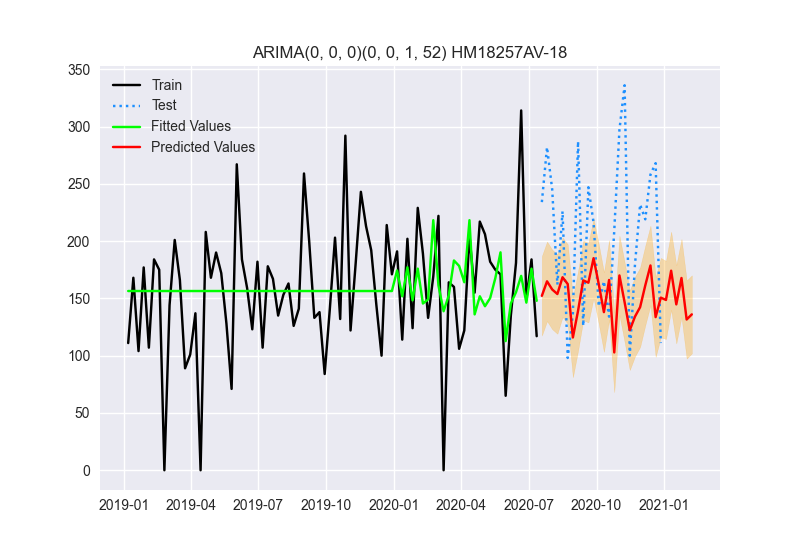 ARIMA(0, 0, 0)(0, 0, 1, 52) HM18257AV-18
Train
Test
Fitted Values
Predicted Values
350
300
250
200
150
100
50
0
2019-01 2019-04 2019-07 2019-10 2020-01 2020-04 2020-07 2020-10 2021-01